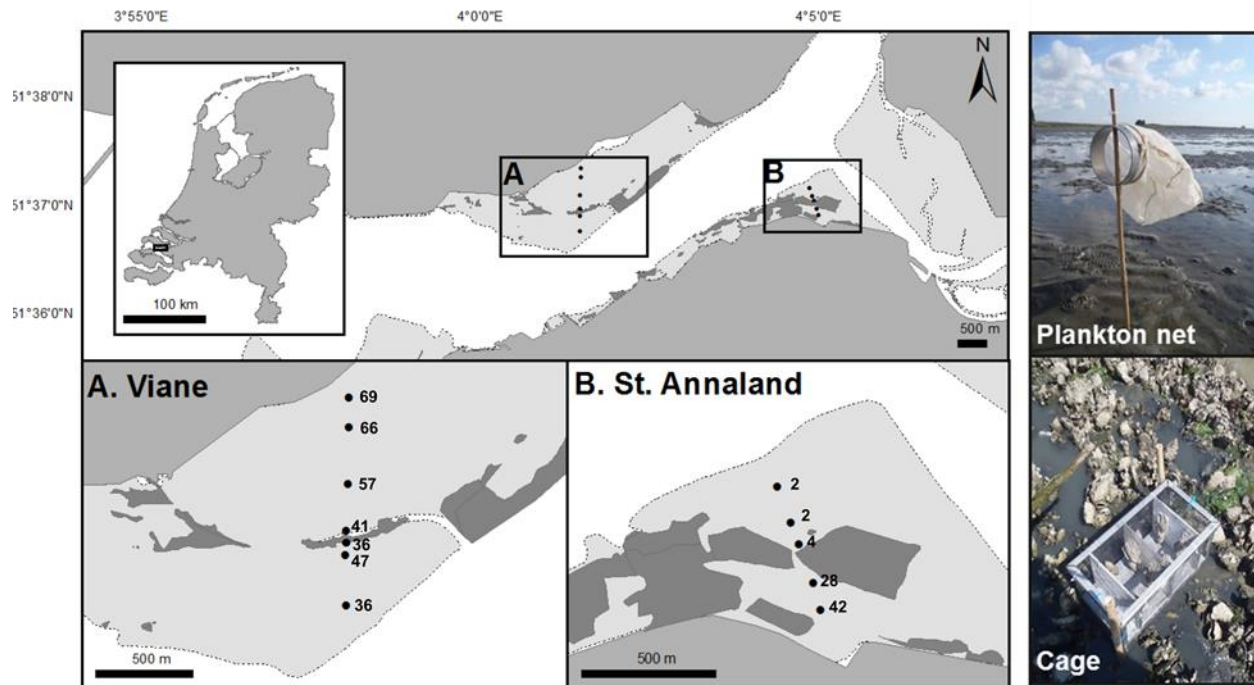 3°55'0"E 4°0'0"E 4°5'0"E
51°38'0"N
51°37'0"N
51°36'0"N
N
A
B
100 km
500 m
A. Viane
69
66
57
41
36
47
36
500 m
B. St. Annaland
2
2
4
28
42
500 m
Plankton net
Cage